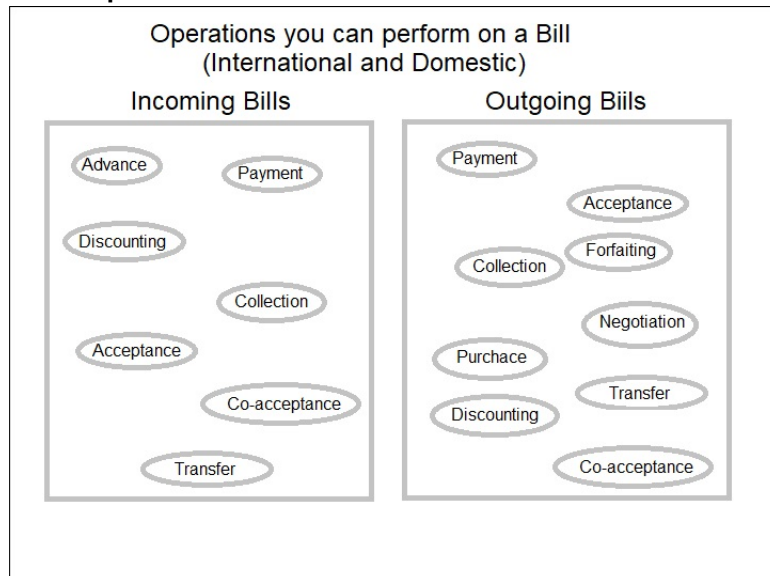 Operations you can perform on a Bill
(International and Domestic)
Incoming Bills
Advance
Payment
Discounting
Collection
Acceptance
Co-acceptance
Transfer
Outgoing Biils
Payment
Acceptance
Forfaiting
Collection
Negotiation
Purchace
Transfer
Discounting
Co-acceptance